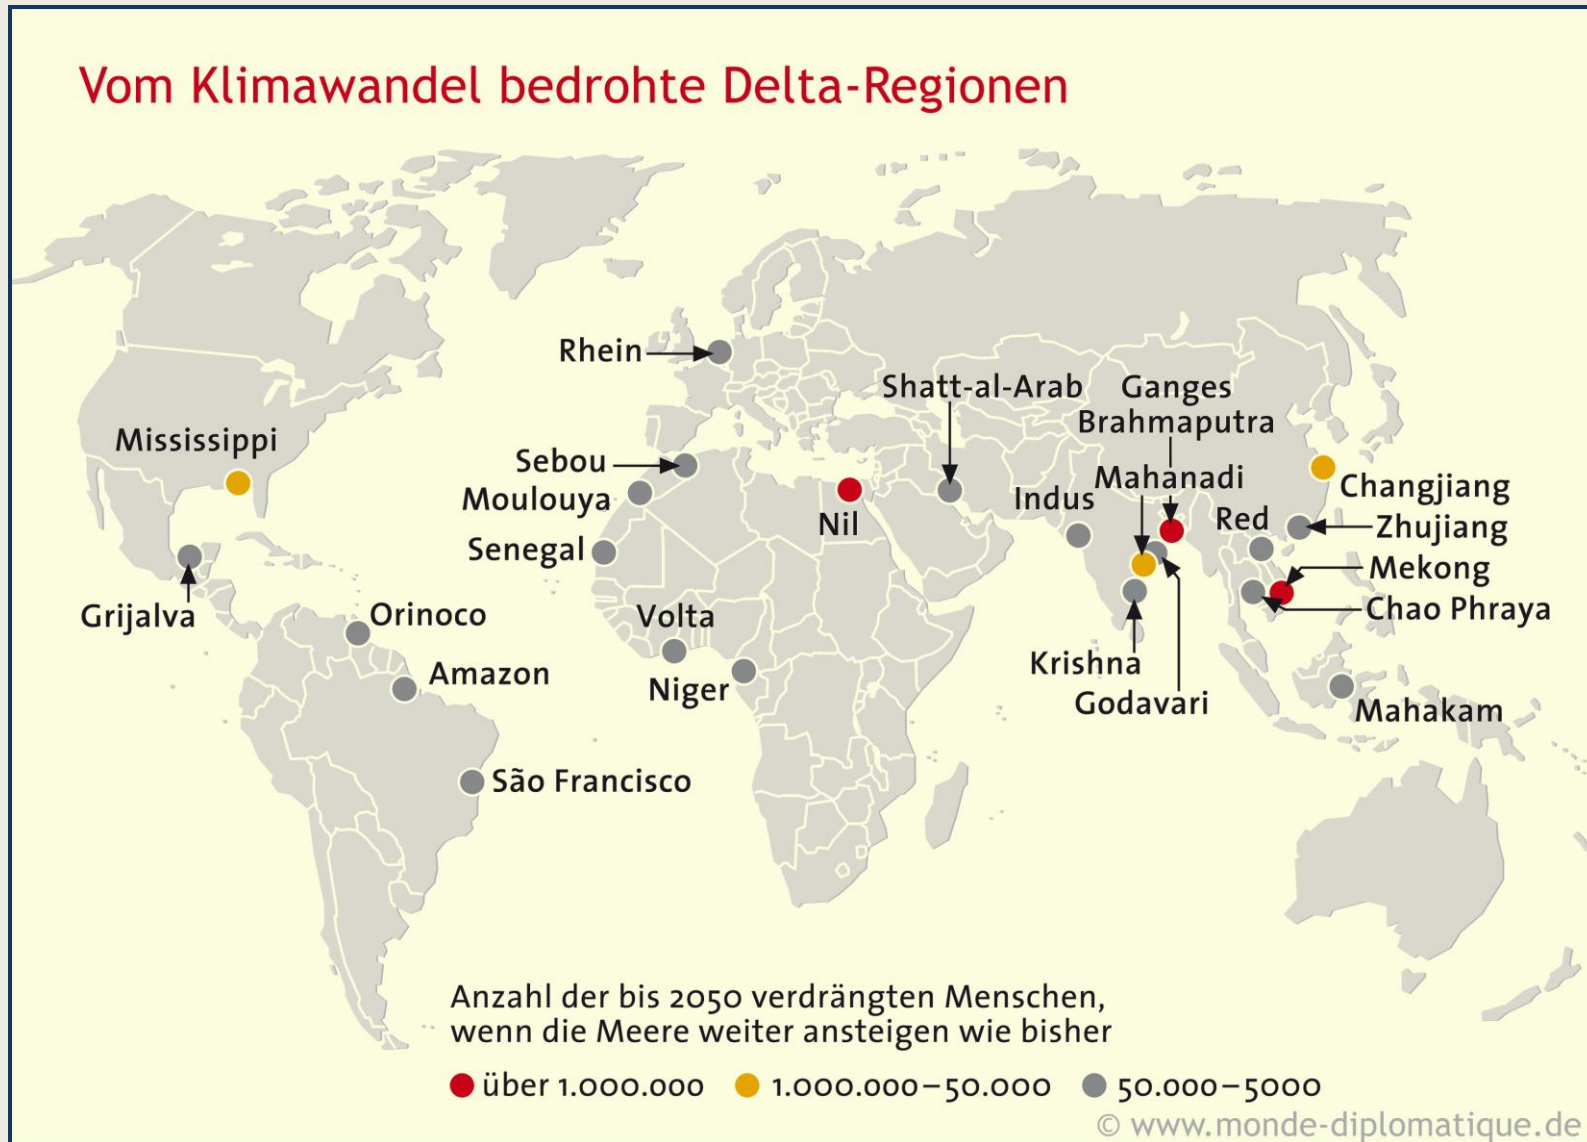 Vom Klimawandel bedrohte Delta-Regionen
Rhein
Shatt-al-Arab
Ganges
Brahmaputra
Mississippi
Sebou
Mahanadi
Moulouya
Indus
Changjiang
Nil
Red
Zhujiang
Senegal
Mekong
Grijalva
Orinoco
Volta
Chao Phraya
Krishna
Amazon
Niger
Godavari
Mahakam
São Francisco
Anzahl der bis 2050 verdrängten Menschen,
wenn die Meere weiter ansteigen wie bisher
über 1.000.000 1.000.000–50.000 50.000–5000
© www.monde-diplomatique.de